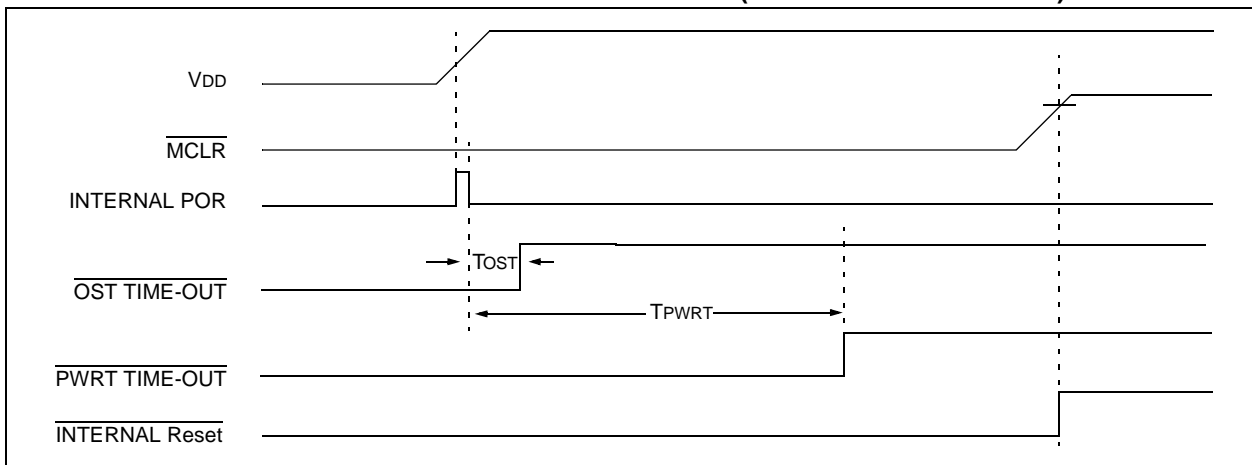 VDD
MCLR
INTERNAL POR
TOST
OST TIME-OUT
TPWRT
PWRT TIME-OUT
INTERNAL Reset